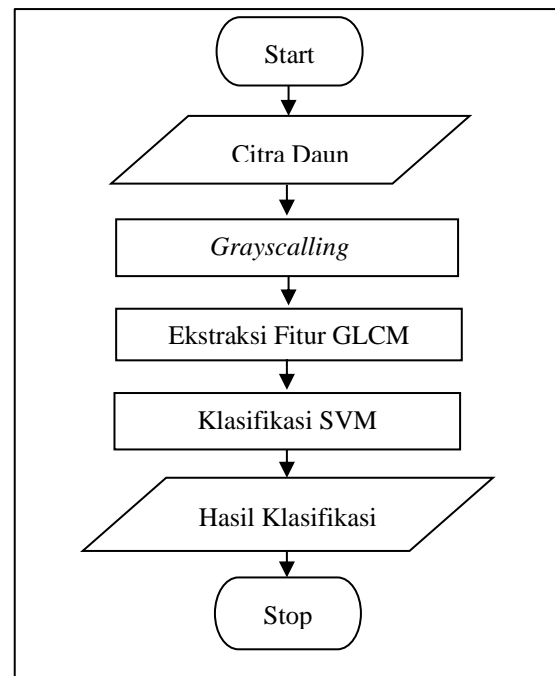 Start
Citra Daun
Grayscalling
Ekstraksi Fitur GLCM
Klasifikasi SVM
Hasil Klasifikasi
Stop